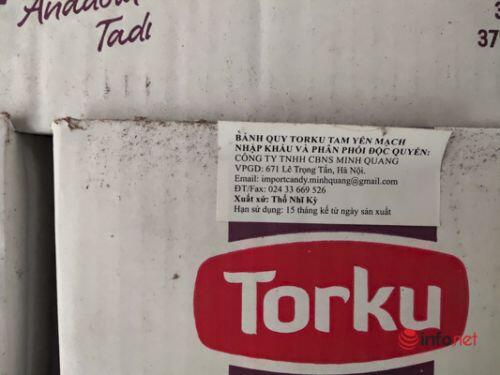 Anadolu
Tadı
3
37
BÁNH QUY TORKU TAM YẾN MẠCH
NHẬP KHẨU VÀ PHÂN PHỐI ĐỘC QUYỀN:
CÔNG TY TNHH CBNS MINH QUANG
VPGD: 671 Lê Trọng Tấn, Hà Nội.
Email: importcandy.minhquang@gmail.com
ĐT/Fax: 024 33 669 526
Xuất xứ: Thổ Nhĩ Kỳ
Hạn sử dụng: 15 tháng kể từ ngày sản xuất
Torku
infonet